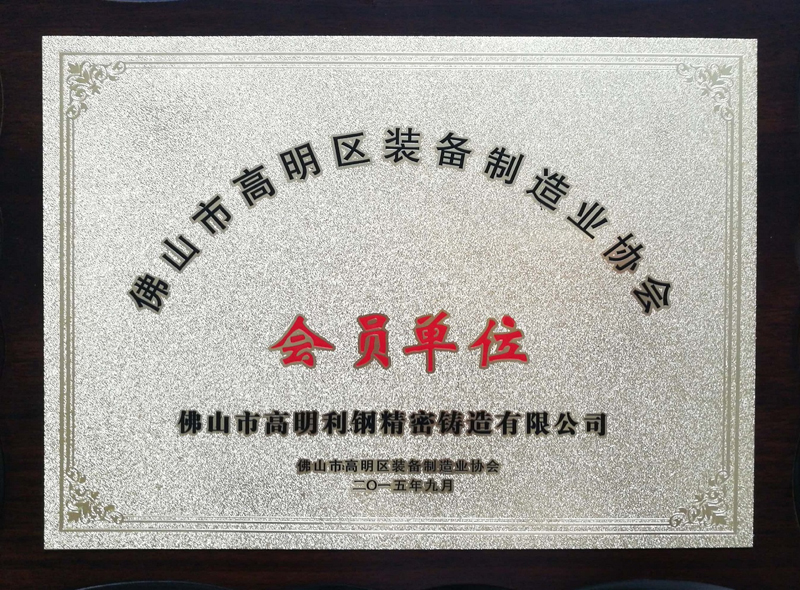 佛山市高明区装备制造业协会
会员单位
佛山市高明利钢精密铸造有限公司
佛山市高明区装备制造业协会
二〇一五年九月